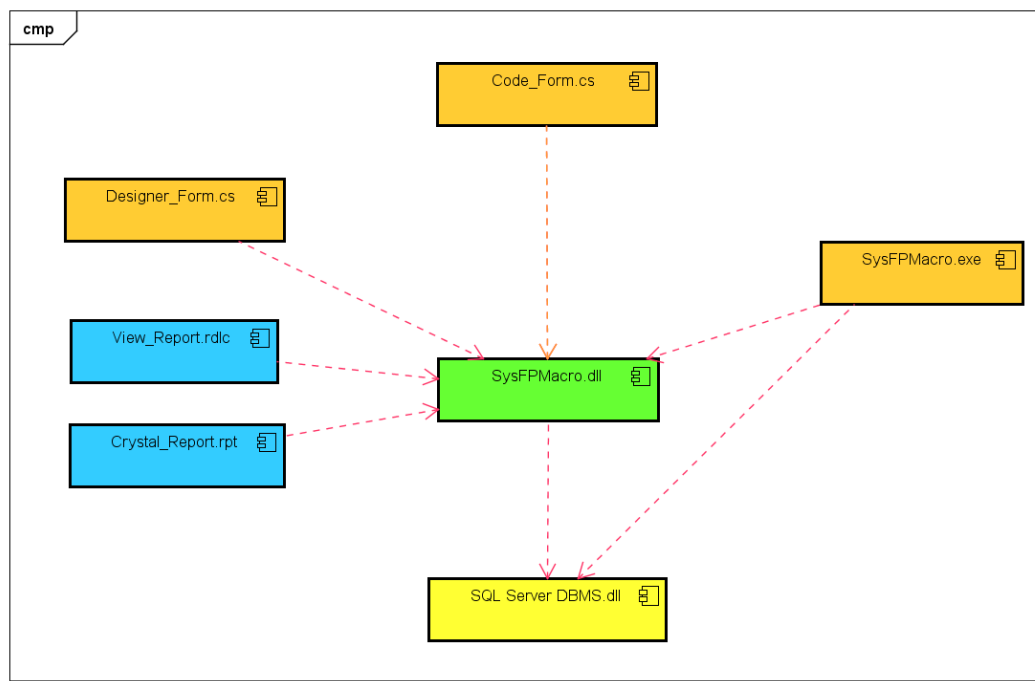 cmp
Code_Form.cs
Designer_Form.cs
SysFPMacro.exe
View_Report.rdlc
SysFPMacro.dll
Crystal_Report.rpt
SQL Server DBMS.dll